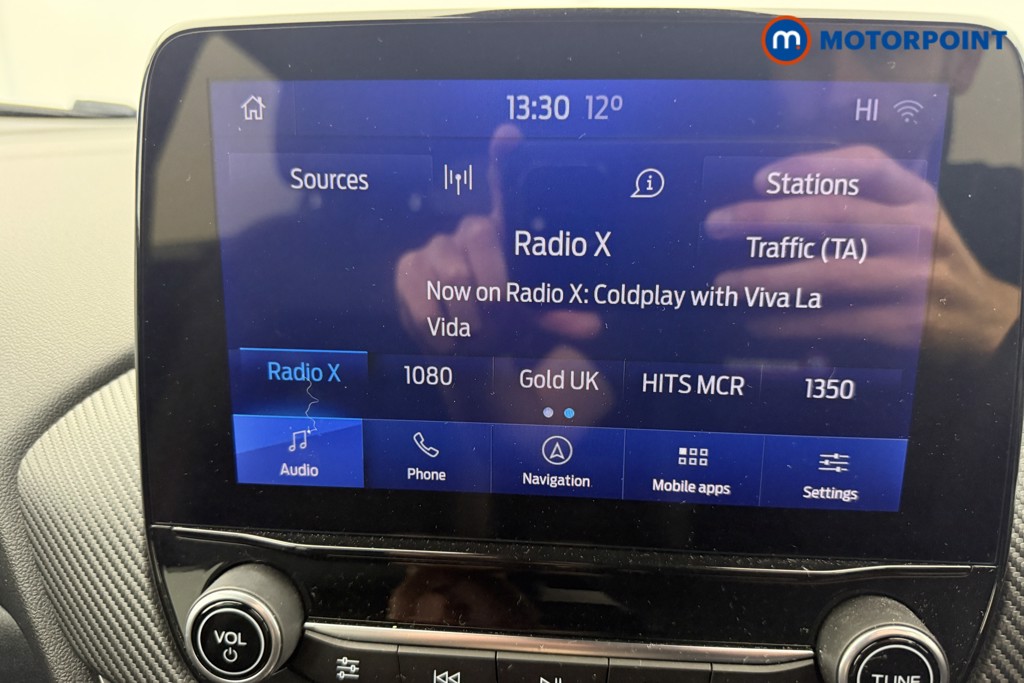 m MOTORPOINT
13:30 12° HI
Sources Stations
Radio X Traffic (TA)
Now on Radio X: Coldplay with Viva La
Vida
Radio X 1080 Gold UK HITS MCR 1350
Audio Phone Navigation Mobile apps Settings
VOL TUNE